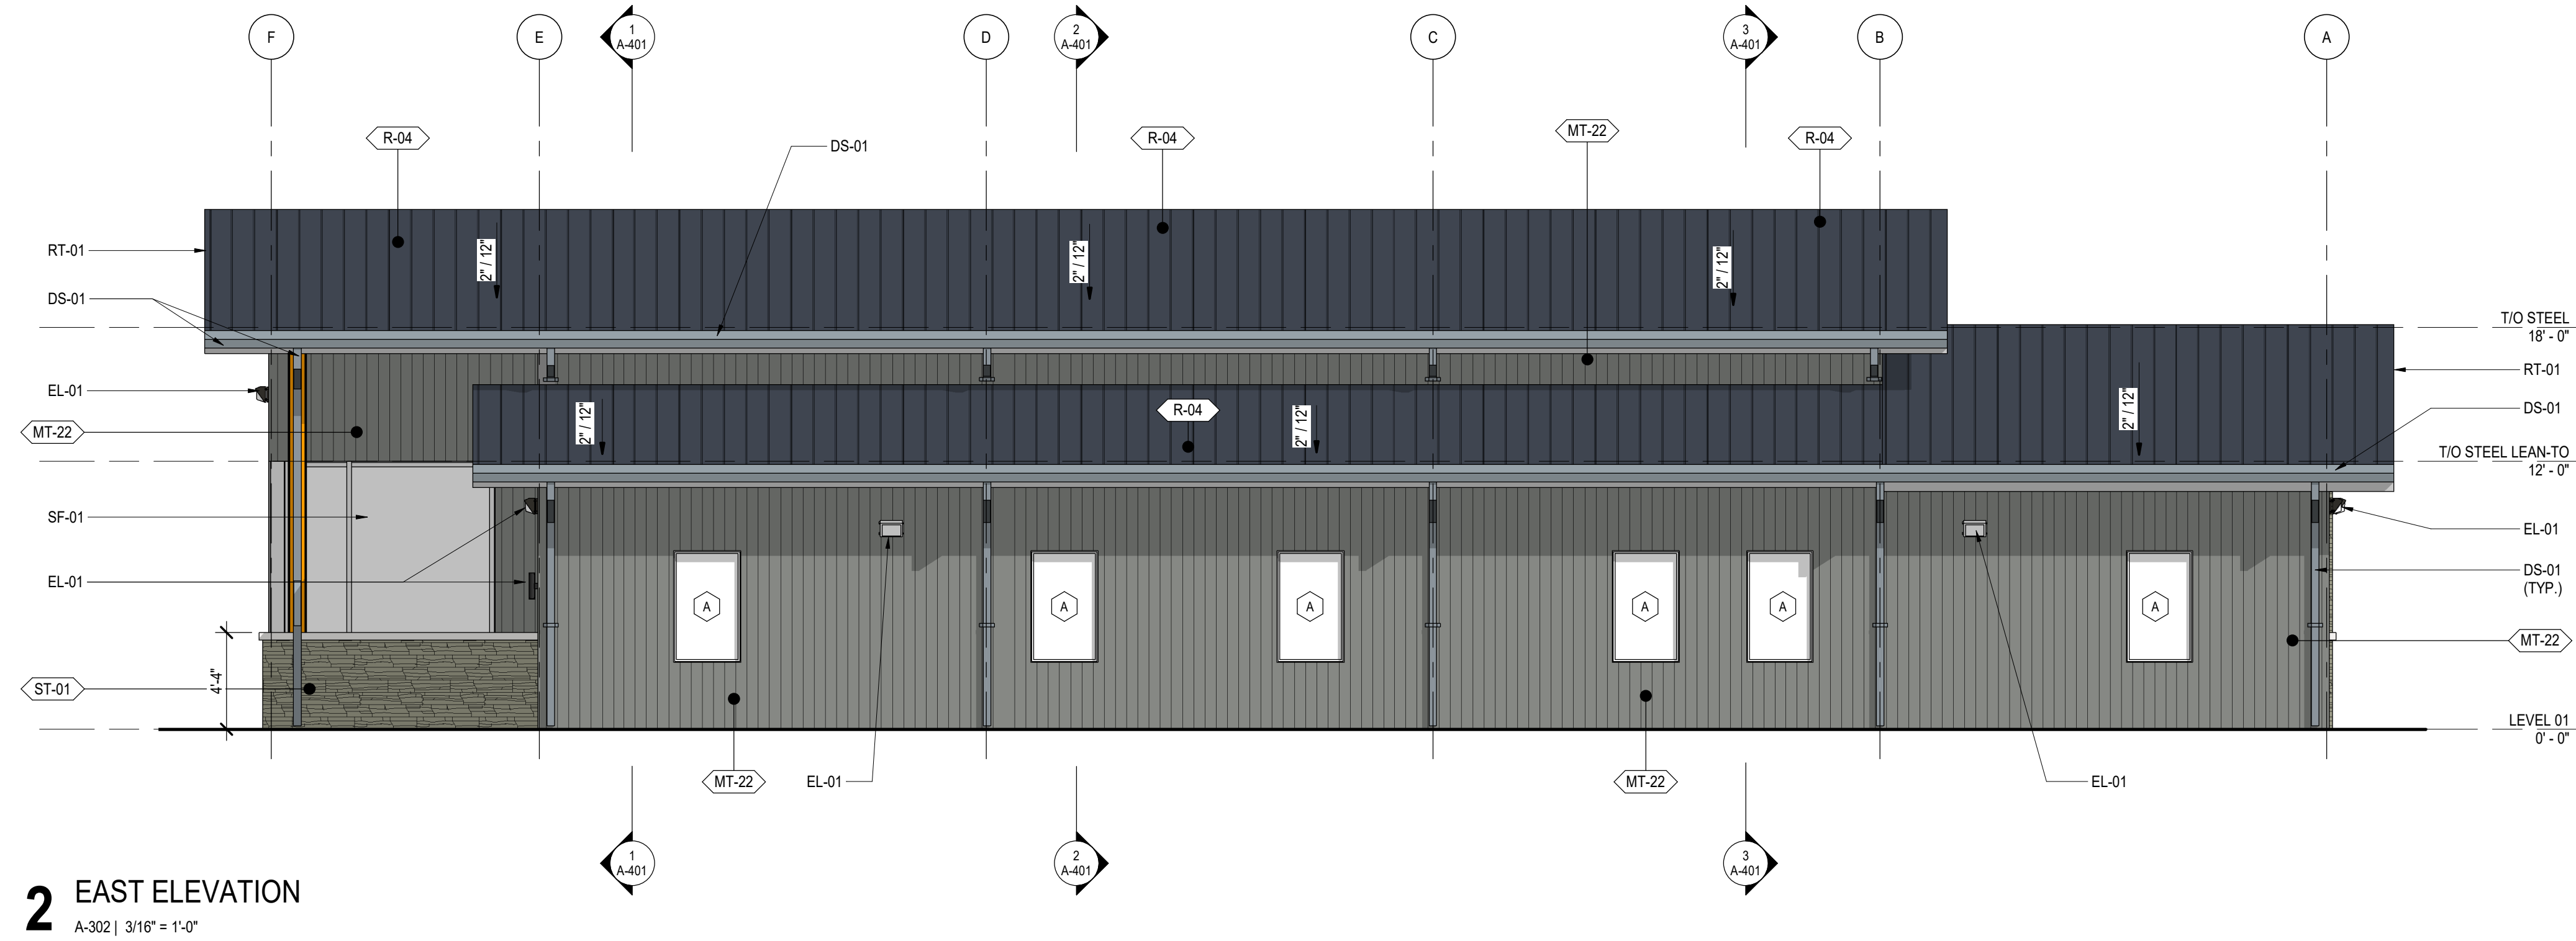 F
E
1
A-401
D
2
A-401
C
3
A-401
B
A
R-04
DS-01
R-04
MT-22
R-04
RT-01
DS-01
2" / 12"
2" / 12"
2" / 12"
T/O STEEL
18' - 0"
RT-01
EL-01
MT-22
2" / 12"
R-04
2" / 12"
2" / 12"
DS-01
T/O STEEL LEAN-TO
12' - 0"
SF-01
EL-01
EL-01
DS-01
(TYP.)
A
A
A
A
A
A
MT-22
4'-4"
ST-01
LEVEL 01
0' - 0"
MT-22
EL-01
MT-22
EL-01
1
A-401
2
A-401
3
A-401
2
EAST ELEVATION
A-302 | 3/16" = 1'-0"